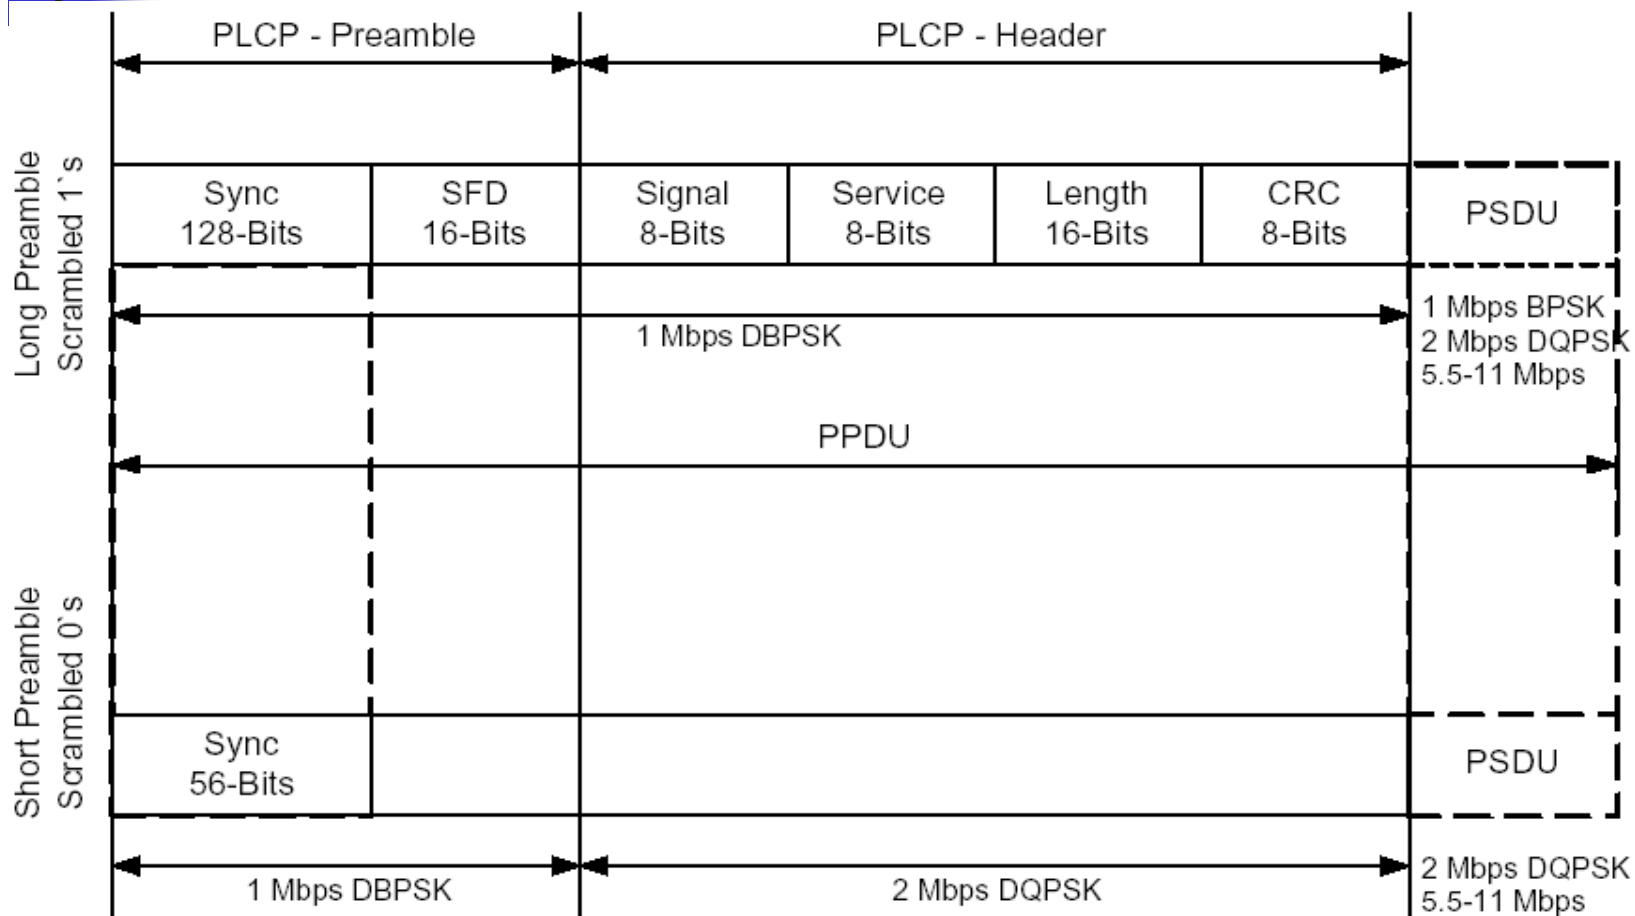 PLCP - Preamble
PLCP - Header
Long Preamble
Scrambled 1`s
Sync
128-Bits
SFD
16-Bits
Signal
8-Bits
Service
8-Bits
Length
16-Bits
CRC
8-Bits
PSDU
1 Mbps DBPSK
1 Mbps BPSK
2 Mbps DQPSK
5.5-11 Mbps
PPDU
Short Preamble
Scrambled 0`s
Sync
56-Bits
PSDU
1 Mbps DBPSK
2 Mbps DQPSK
2 Mbps DQPSK
5.5-11 Mbps